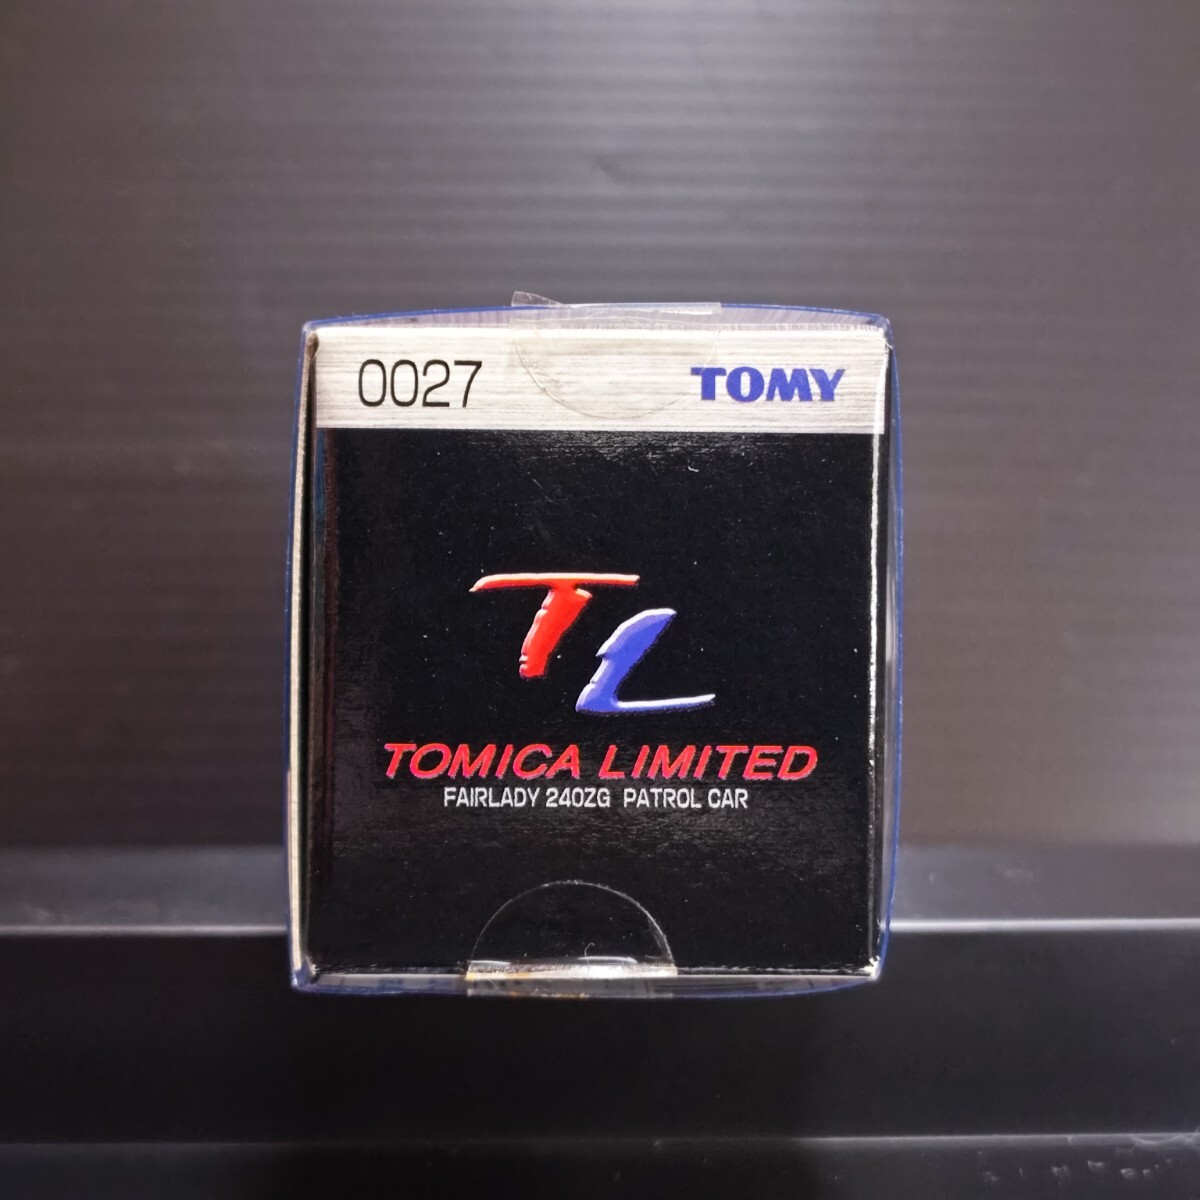 0027 TOMY
TL
TOMICA LIMITED
FAIRLADY 240ZG PATROL CAR